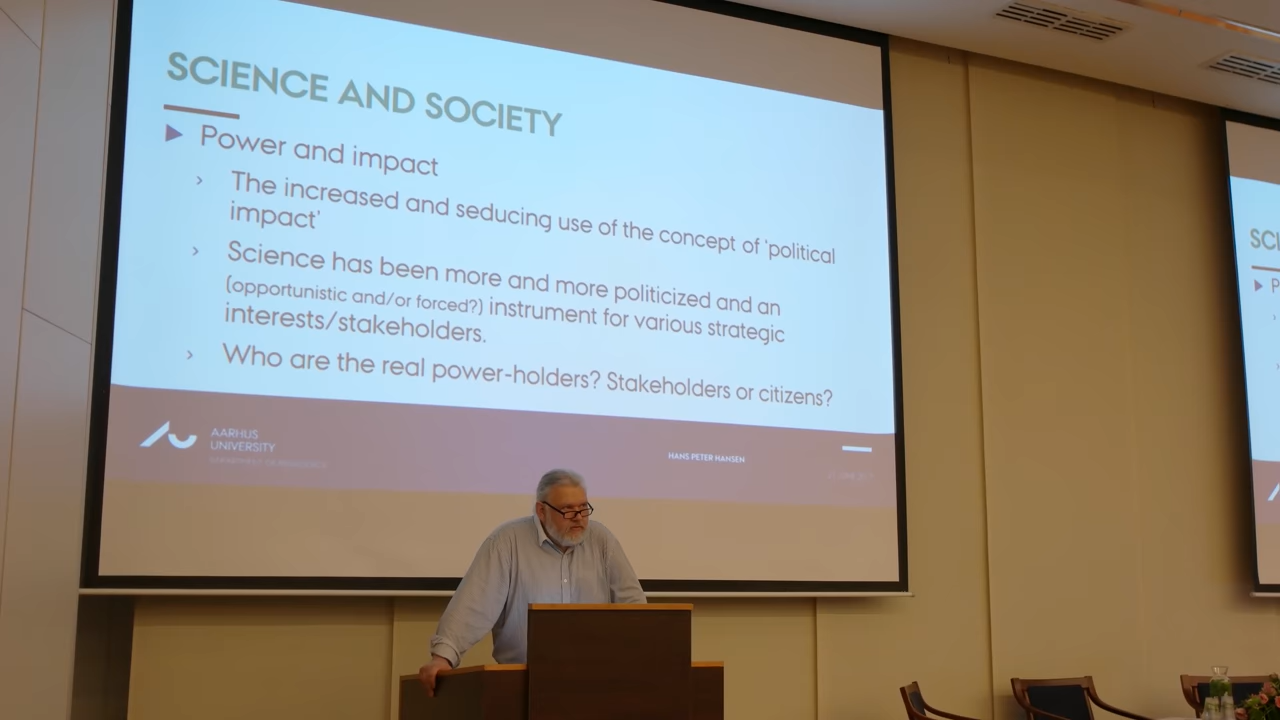 SCIENCE AND SOCIETY
▶ Power and impact
› The increased and seducing use of the concept of 'political
impact'
› Science has been more and more politicized and an
(opportunistic and/or forced?) instrument for various strategic
interests/stakeholders.
› Who are the real power-holders? Stakeholders or citizens?
AARHUS
UNIVERSITY
HANS PETER HANSEN
SCI